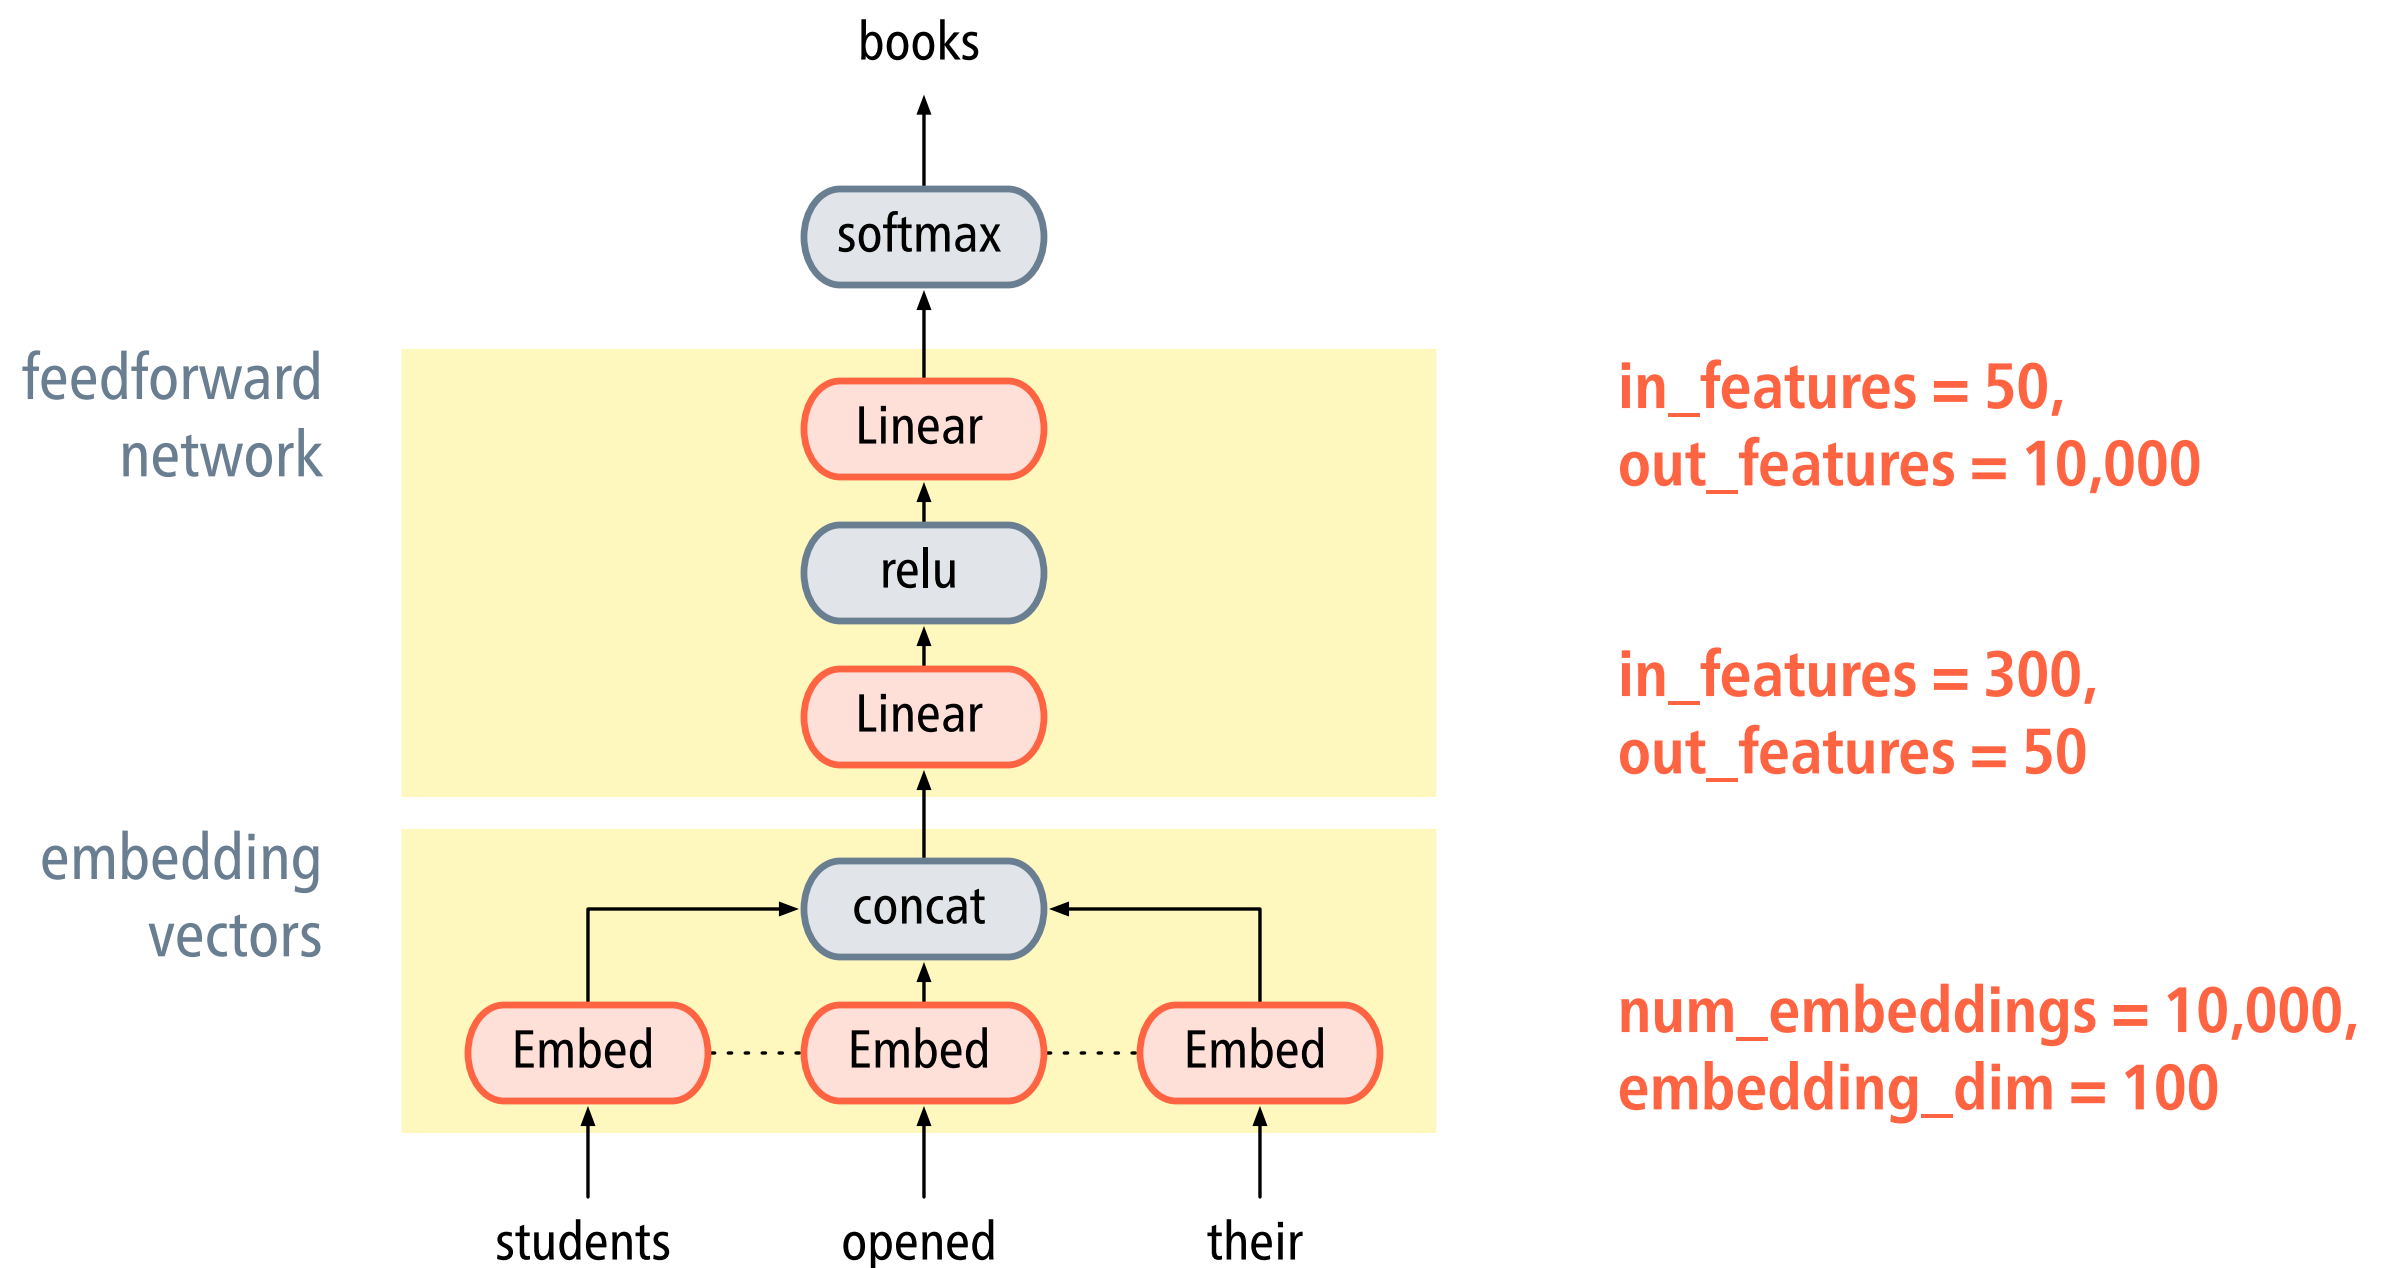 books
softmax
feedforward
network
Linear
in_features = 50,
out_features = 10,000
relu
Linear
in_features = 300,
out_features = 50
embedding
vectors
concat
Embed
Embed
Embed
num_embeddings = 10,000,
embedding_dim = 100
students
opened
their